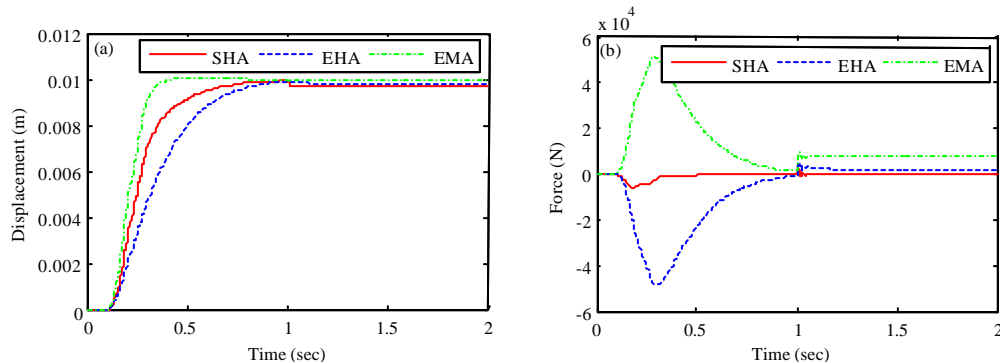 (a)
SHA EHA EMA
0.012
0.01
0.008
0.006
0.004
0.002
0
0 0.5 1 1.5 2
Displacement (m)
Time (sec)
x 10^4
(b)
SHA EHA EMA
6
4
2
0
-2
-4
-6
0 0.5 1 1.5 2
Force (N)
Time (sec)